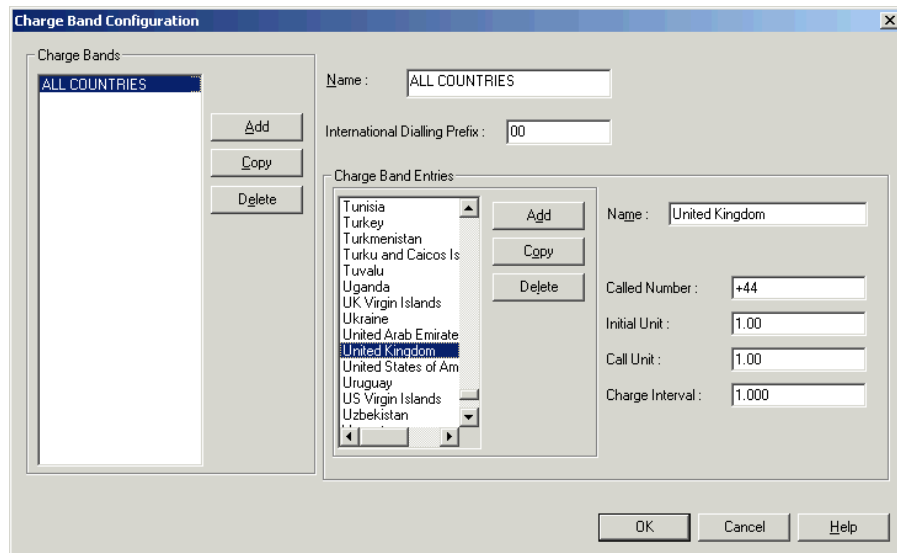 Charge Band Configuration
Charge Bands
ALL COUNTRIES
Add
Copy
Delete
Name :
ALL COUNTRIES
International Dialling Prefix :
00
Charge Band Entries
Tunisia
Turkey
Turkmenistan
Turku and Caicos Is
Tuvalu
Uganda
UK Virgin Islands
Ukraine
United Arab Emirate
United Kingdom
United States of Am
Uruguay
US Virgin Islands
Uzbekistan
Add
Copy
Delete
Name :
United Kingdom
Called Number :
+44
Initial Unit :
1.00
Call Unit :
1.00
Charge Interval :
1.000
OK
Cancel
Help